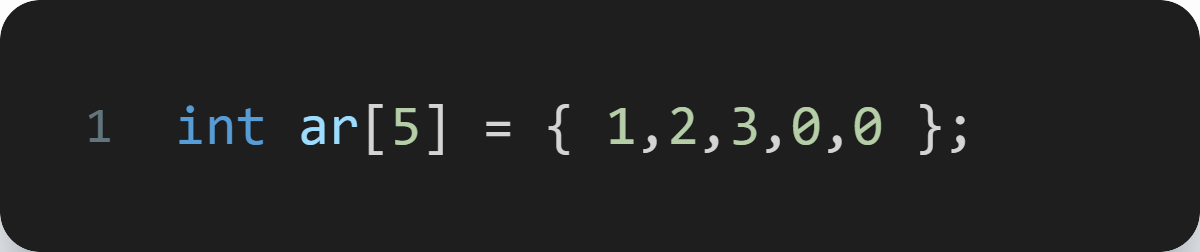 1 int ar[5] = { 1,2,3,0,0 };